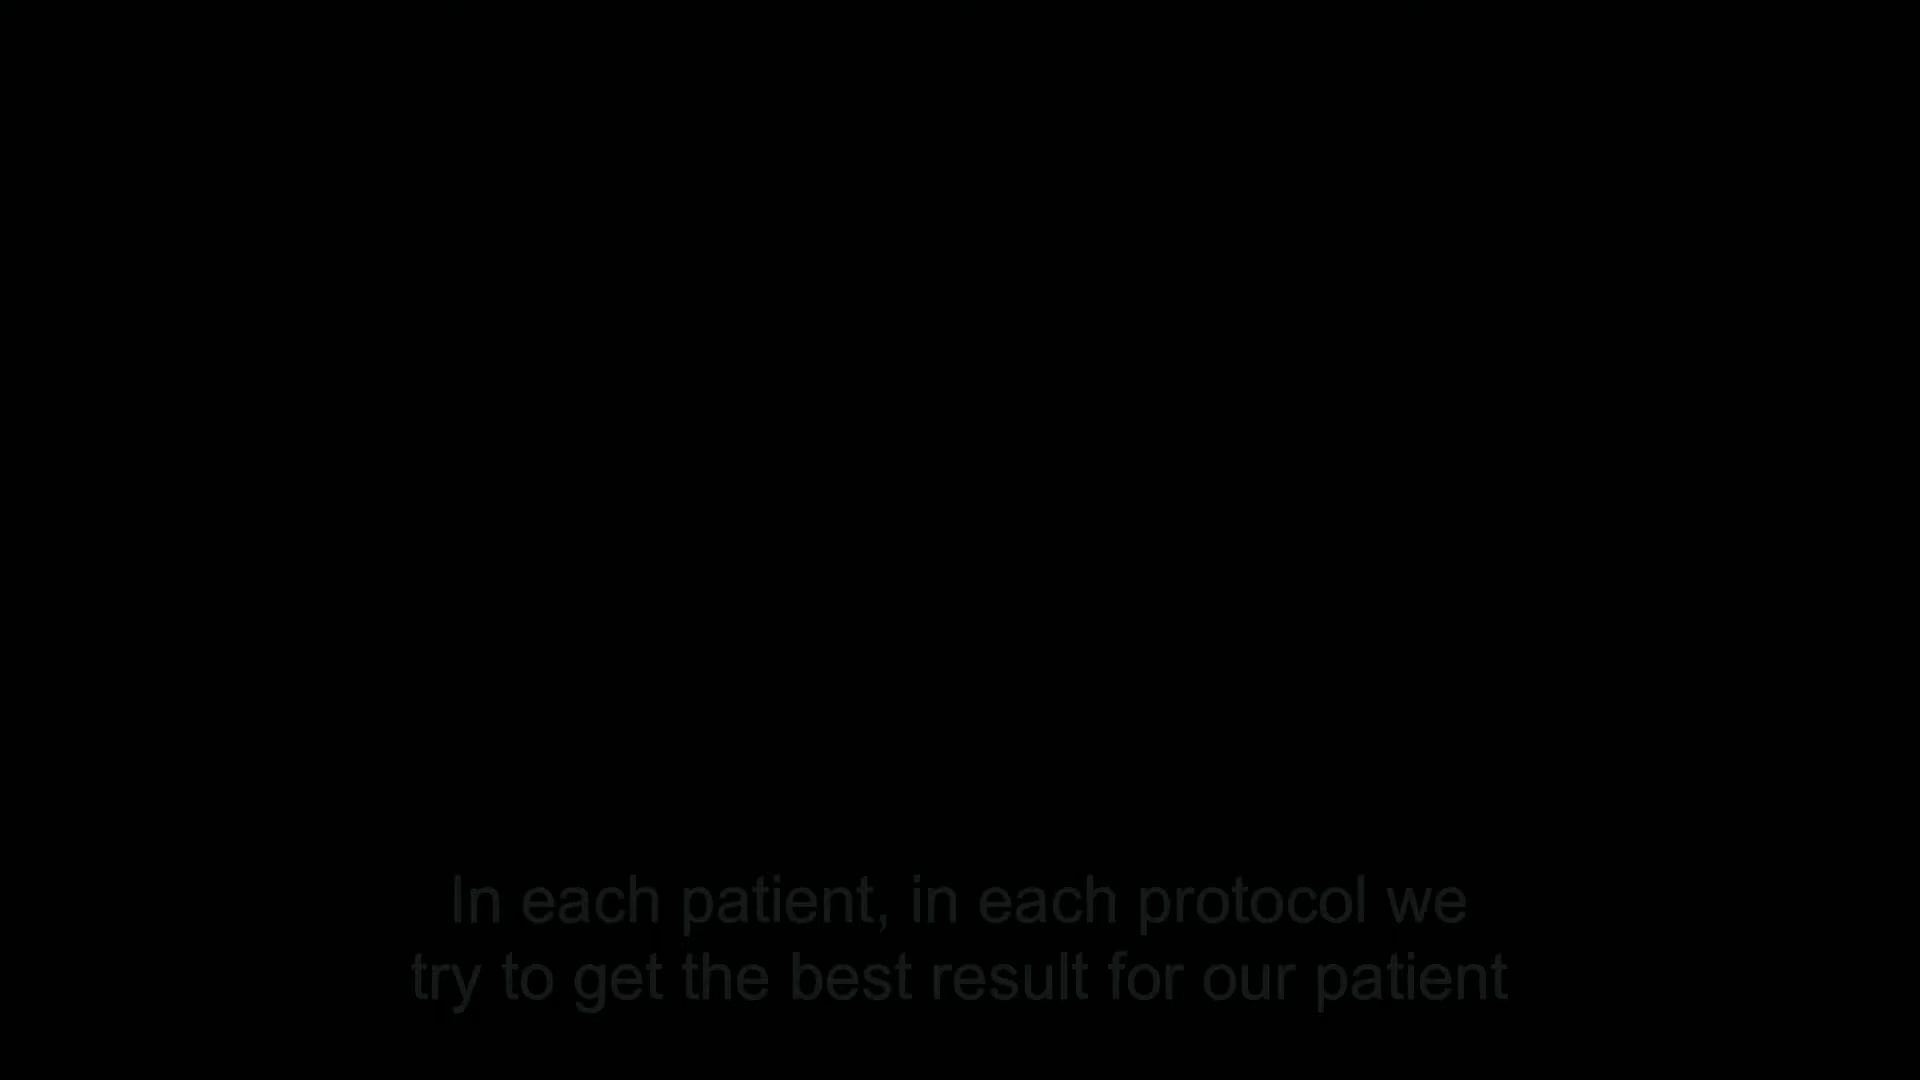 In each patient, in each protocol we
try to get the best result for our patient